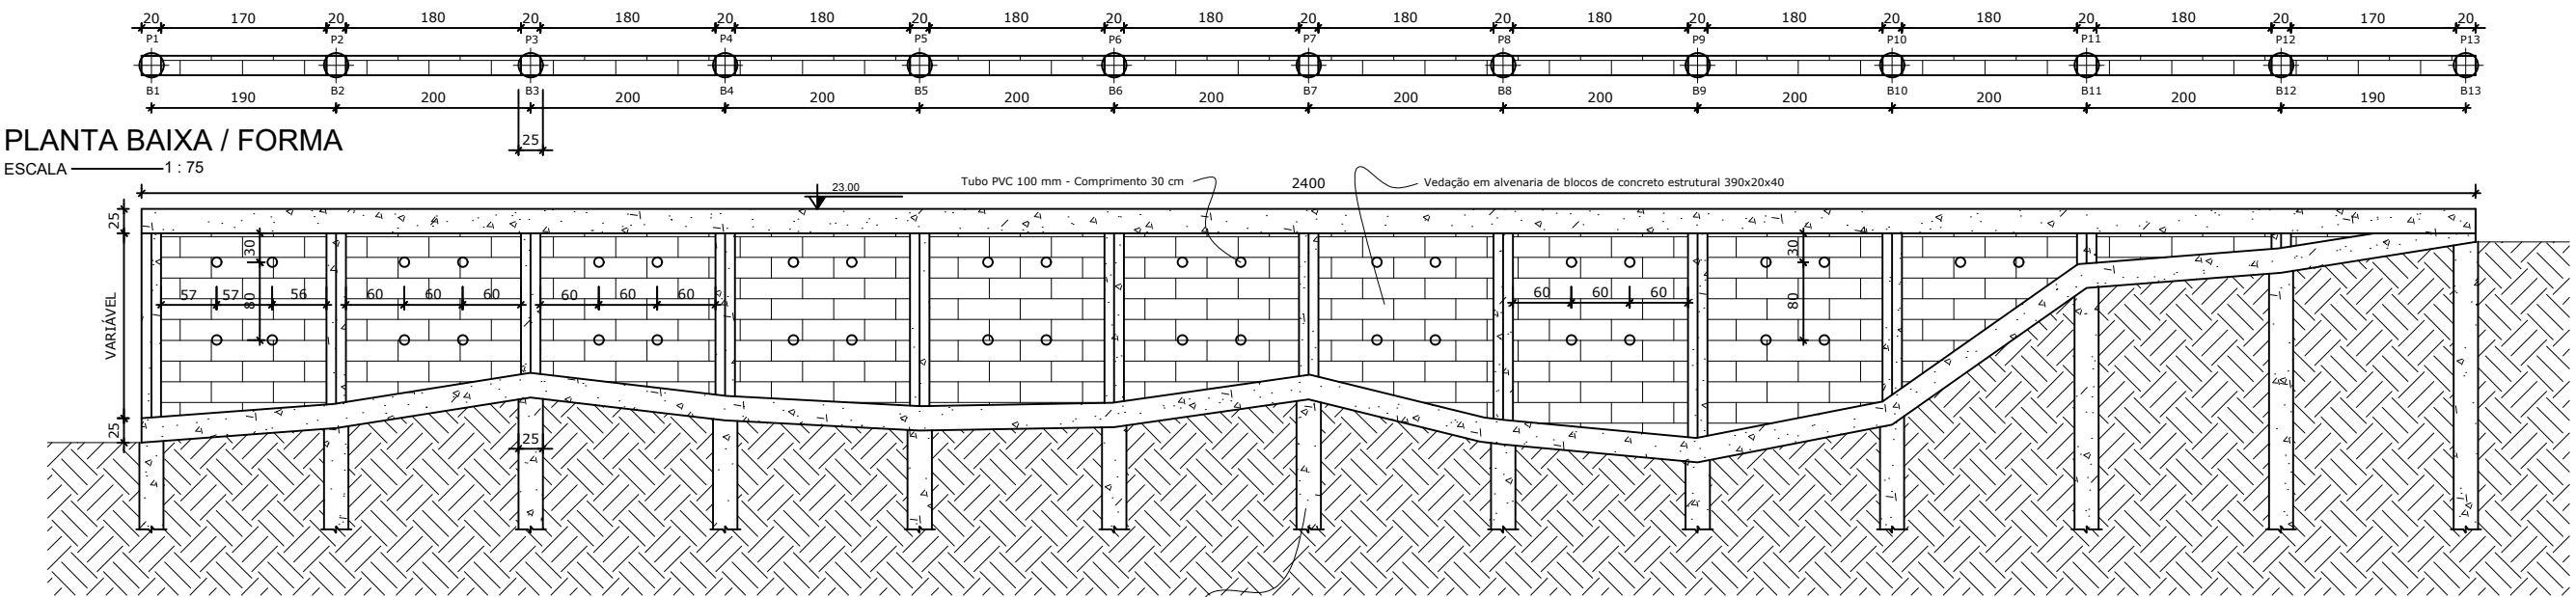 20 170 20 180 20 180 20 180 20 180 20 180 20 180 20 180 20 180 20 180 20 180 20 170 20
P1 P2 P3 P4 P5 P6 P7 P8 P9 P10 P11 P12 P13
B1 B2 B3 B4 B5 B6 B7 B8 B9 B10 B11 B12 B13
190 200 200 200 200 200 200 200 200 200 200 190
25
PLANTA BAIXA / FORMA
ESCALA 1 : 75
23.00
Tubo PVC 100 mm - Comprimento 30 cm
2400
Vedação em alvenaria de blocos de concreto estrutural 390x20x40
25
30 30
57 57 56 60 60 60 60 60 60 60 60 60
80 80
VARIÁVEL
25
25